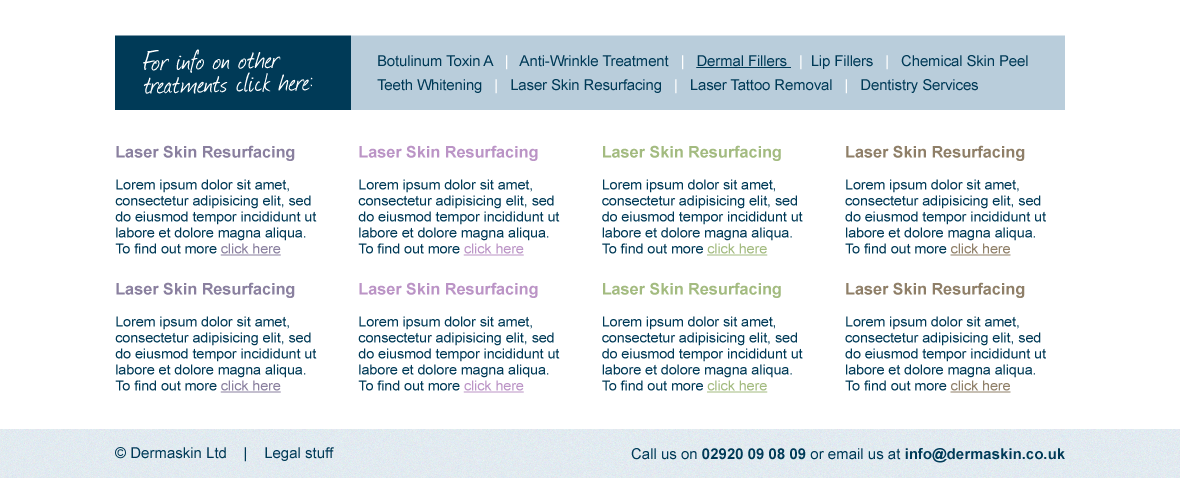 For info on other
treatments click here:
Botulinum Toxin A | Anti-Wrinkle Treatment | Dermal Fillers | Lip Fillers | Chemical Skin Peel
Teeth Whitening | Laser Skin Resurfacing | Laser Tattoo Removal | Dentistry Services
Laser Skin Resurfacing
Lorem ipsum dolor sit amet,
consectetur adipisicing elit, sed
do eiusmod tempor incididunt ut
labore et dolore magna aliqua.
To find out more click here
Laser Skin Resurfacing
Lorem ipsum dolor sit amet,
consectetur adipisicing elit, sed
do eiusmod tempor incididunt ut
labore et dolore magna aliqua.
To find out more click here
Laser Skin Resurfacing
Lorem ipsum dolor sit amet,
consectetur adipisicing elit, sed
do eiusmod tempor incididunt ut
labore et dolore magna aliqua.
To find out more click here
Laser Skin Resurfacing
Lorem ipsum dolor sit amet,
consectetur adipisicing elit, sed
do eiusmod tempor incididunt ut
labore et dolore magna aliqua.
To find out more click here
Laser Skin Resurfacing
Lorem ipsum dolor sit amet,
consectetur adipisicing elit, sed
do eiusmod tempor incididunt ut
labore et dolore magna aliqua.
To find out more click here
Laser Skin Resurfacing
Lorem ipsum dolor sit amet,
consectetur adipisicing elit, sed
do eiusmod tempor incididunt ut
labore et dolore magna aliqua.
To find out more click here
Laser Skin Resurfacing
Lorem ipsum dolor sit amet,
consectetur adipisicing elit, sed
do eiusmod tempor incididunt ut
labore et dolore magna aliqua.
To find out more click here
Laser Skin Resurfacing
Lorem ipsum dolor sit amet,
consectetur adipisicing elit, sed
do eiusmod tempor incididunt ut
labore et dolore magna aliqua.
To find out more click here
© Dermaskin Ltd | Legal stuff
Call us on 02920 09 08 09 or email us at info@dermaskin.co.uk